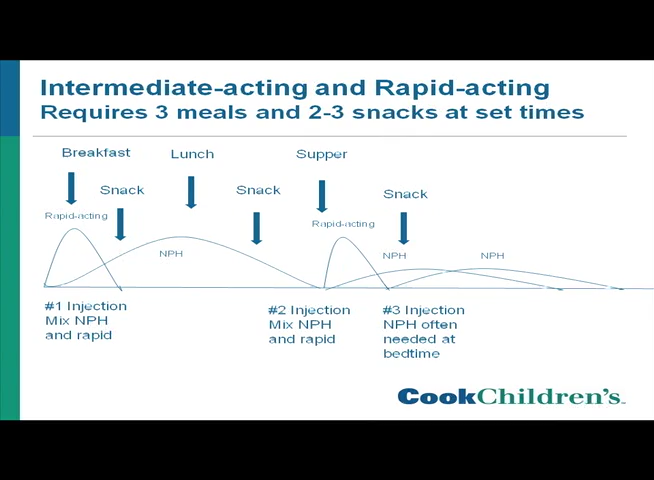 Intermediate-acting and Rapid-acting
Requires 3 meals and 2-3 snacks at set times
Breakfast
Lunch
Supper
Snack
Snack
Snack
Rapid-acting
Rapid-acting
NPH
NPH
NPH
#1 Injection
Mix NPH
and rapid
#2 Injection
Mix NPH
and rapid
#3 Injection
NPH often
needed at
bedtime
CookChildren's™